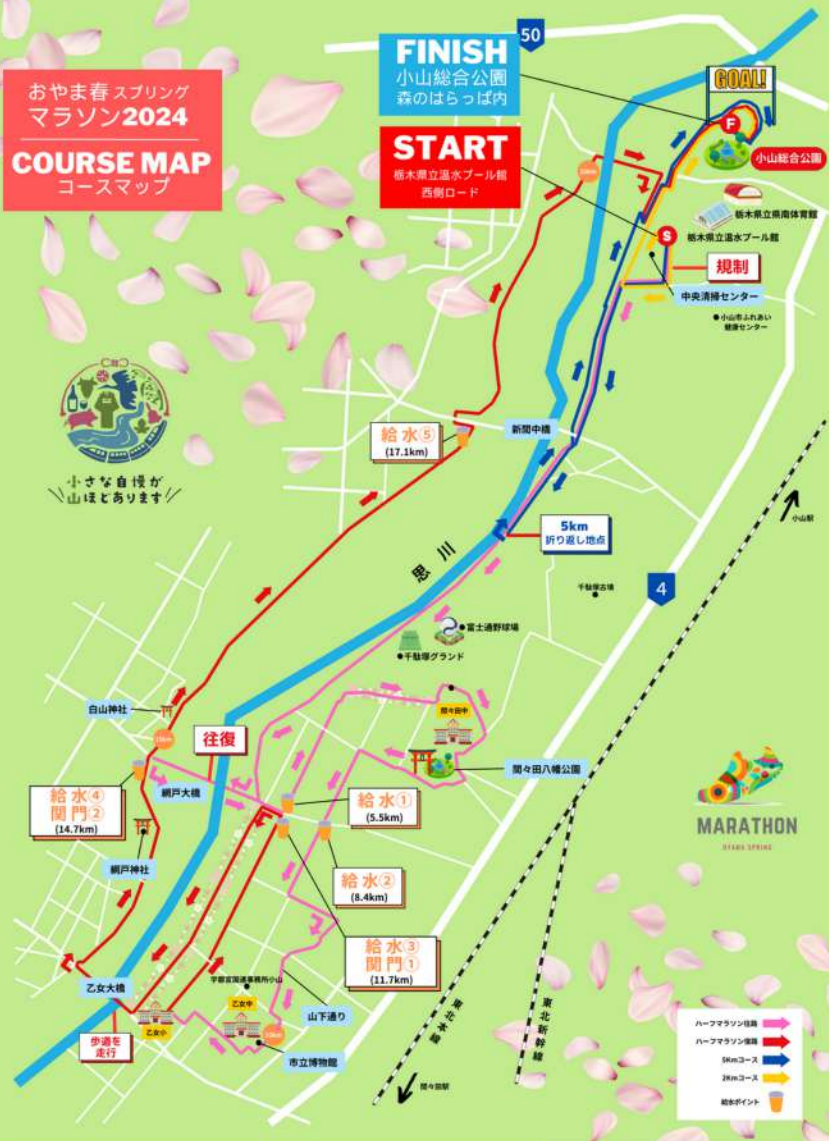 おやま春 スプリング
マラソン2024
COURSE MAP
コースマップ
FINISH
小山総合公園
森のはらっぱ内
START
栃木県立温水プール館
西側ロード
50
GOAL!
F
小山総合公園
栃木県立県南体育館
S
栃木県立温水プール館
規制
中央清掃センター
小山市ふれあい
健康センター
20km
小さな自慢が
山ほどあります
給水⑤
(17.1km)
新間中橋
5km
折り返し地点
思川
小山駅
千駄塚古墳
4
富士通野球場
千駄塚グランド
白山神社
15km
往復
間々田中
間々田八幡公園
網戸大橋
給水④
関門②
(14.7km)
網戸神社
給水①
(5.5km)
給水②
(8.4km)
給水③
関門①
(11.7km)
MARATHON
OYAMA SPRING
乙女大橋
歩道を
走行
乙女小
宇都宮国道事務所小山
乙女中
10km
山下通り
市立博物館
東北本線
東北新幹線
間々田駅
ハーフマラソン往路
ハーフマラソン復路
5Kmコース
2Kmコース
給水ポイント